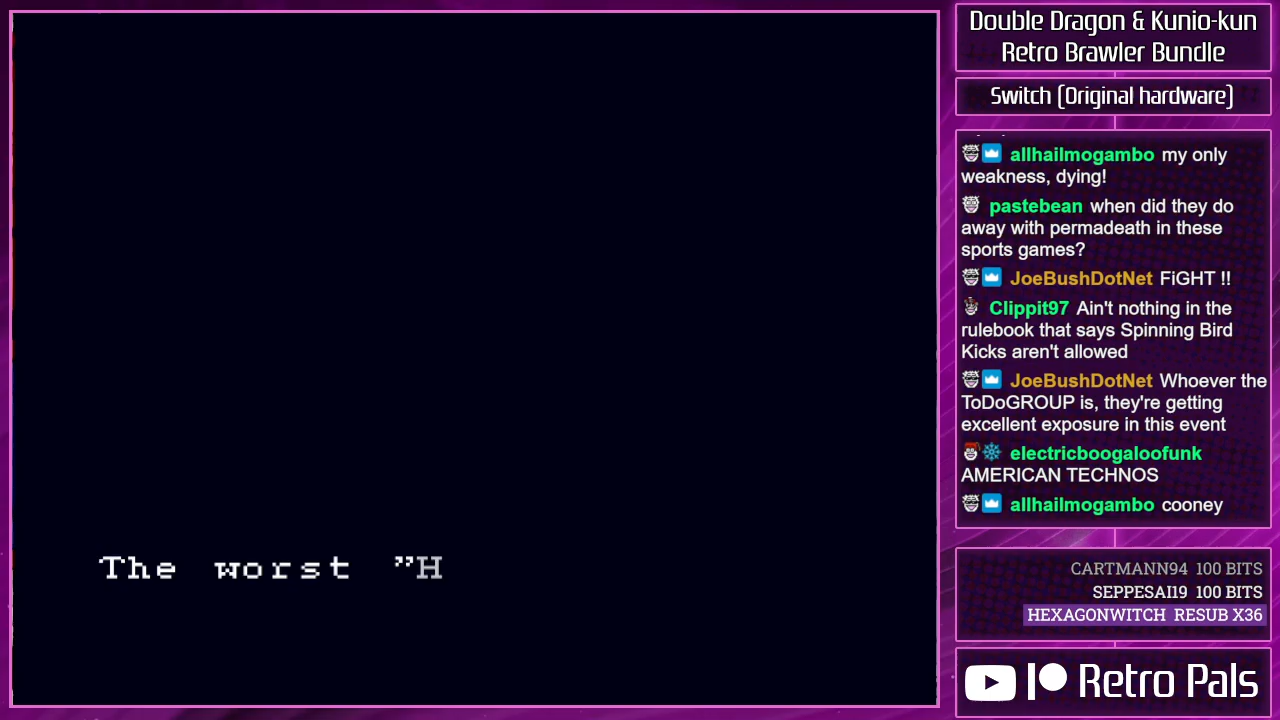 The worst "H
Double Dragon & Kunio-kun
Retro Brawler Bundle
Switch (Original hardware)
allhailmogambo my only
weakness, dying!
pastebean when did they do
away with permadeath in these
sports games?
JoeBushDotNet FiGHT !!
Clippit97 Ain't nothing in the
rulebook that says Spinning Bird
Kicks aren't allowed
JoeBushDotNet Whoever the
ToDoGROUP is, they're getting
excellent exposure in this event
electricboogaloofunk
AMERICAN TECHNOS
allhailmogambo cooney
CARTMANN94 100 BITS
SEPPESAI19 100 BITS
HEXAGONWITCH RESUB X36
Retro Pals